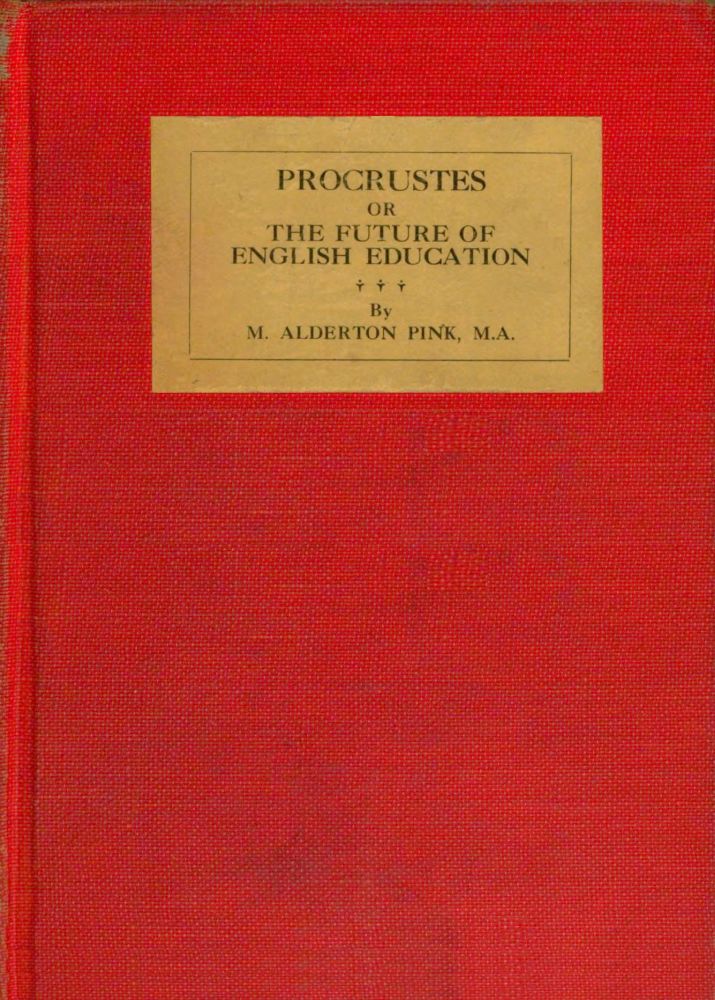 PROCRUSTES
OR
THE FUTURE OF
ENGLISH EDUCATION
By
M. ALDERTON PINK, M.A.